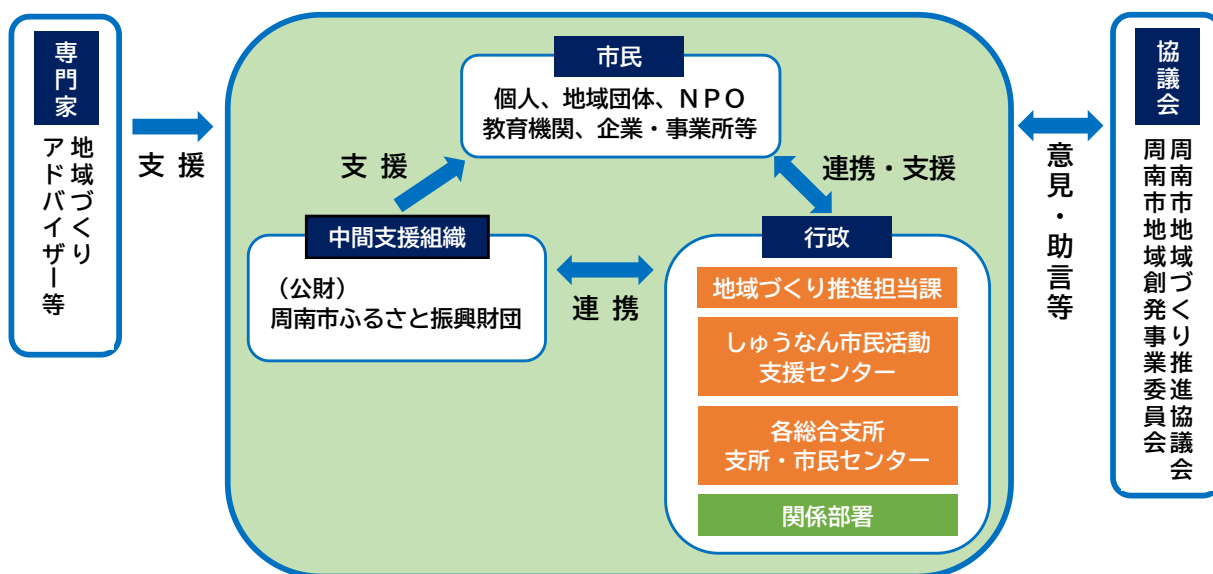 専門家
地域づくり
アドバイザー等
支 援
市民
個人、地域団体、NPO
教育機関、企業・事業所等
支 援
連携・支援
中間支援組織
(公財)
周南市ふるさと振興財団
連 携
行政
地域づくり推進担当課
しゅうなん市民活動
支援センター
各総合支所
支所・市民センター
関係部署
意見・助言等
協議会
周南市地域づくり推進協議会
周南市地域創発事業委員会